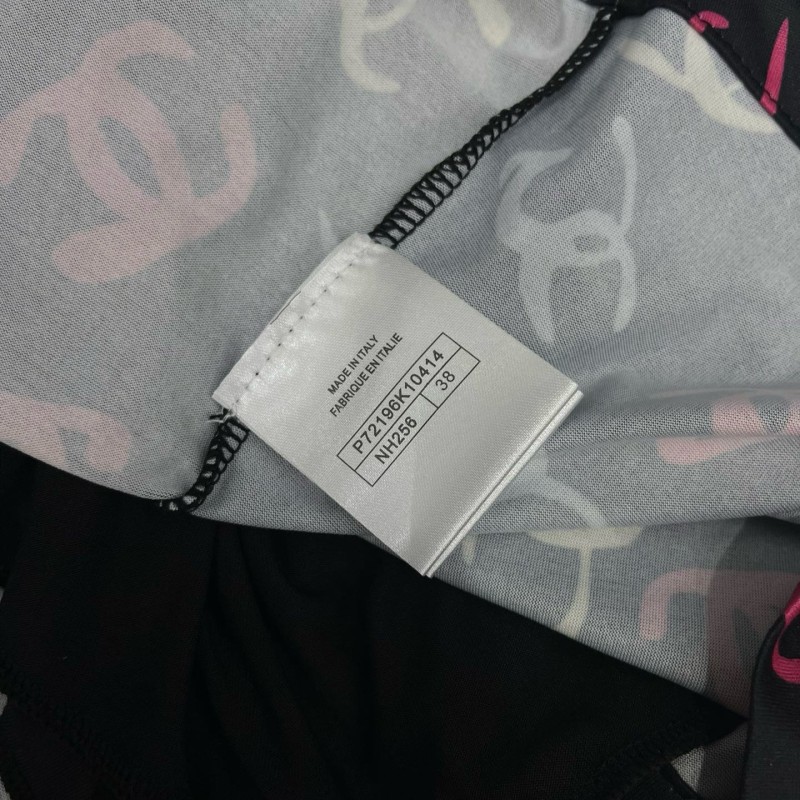 MADE IN ITALY
FABRIQUE EN ITALIE
P72196K10414
NH256 38